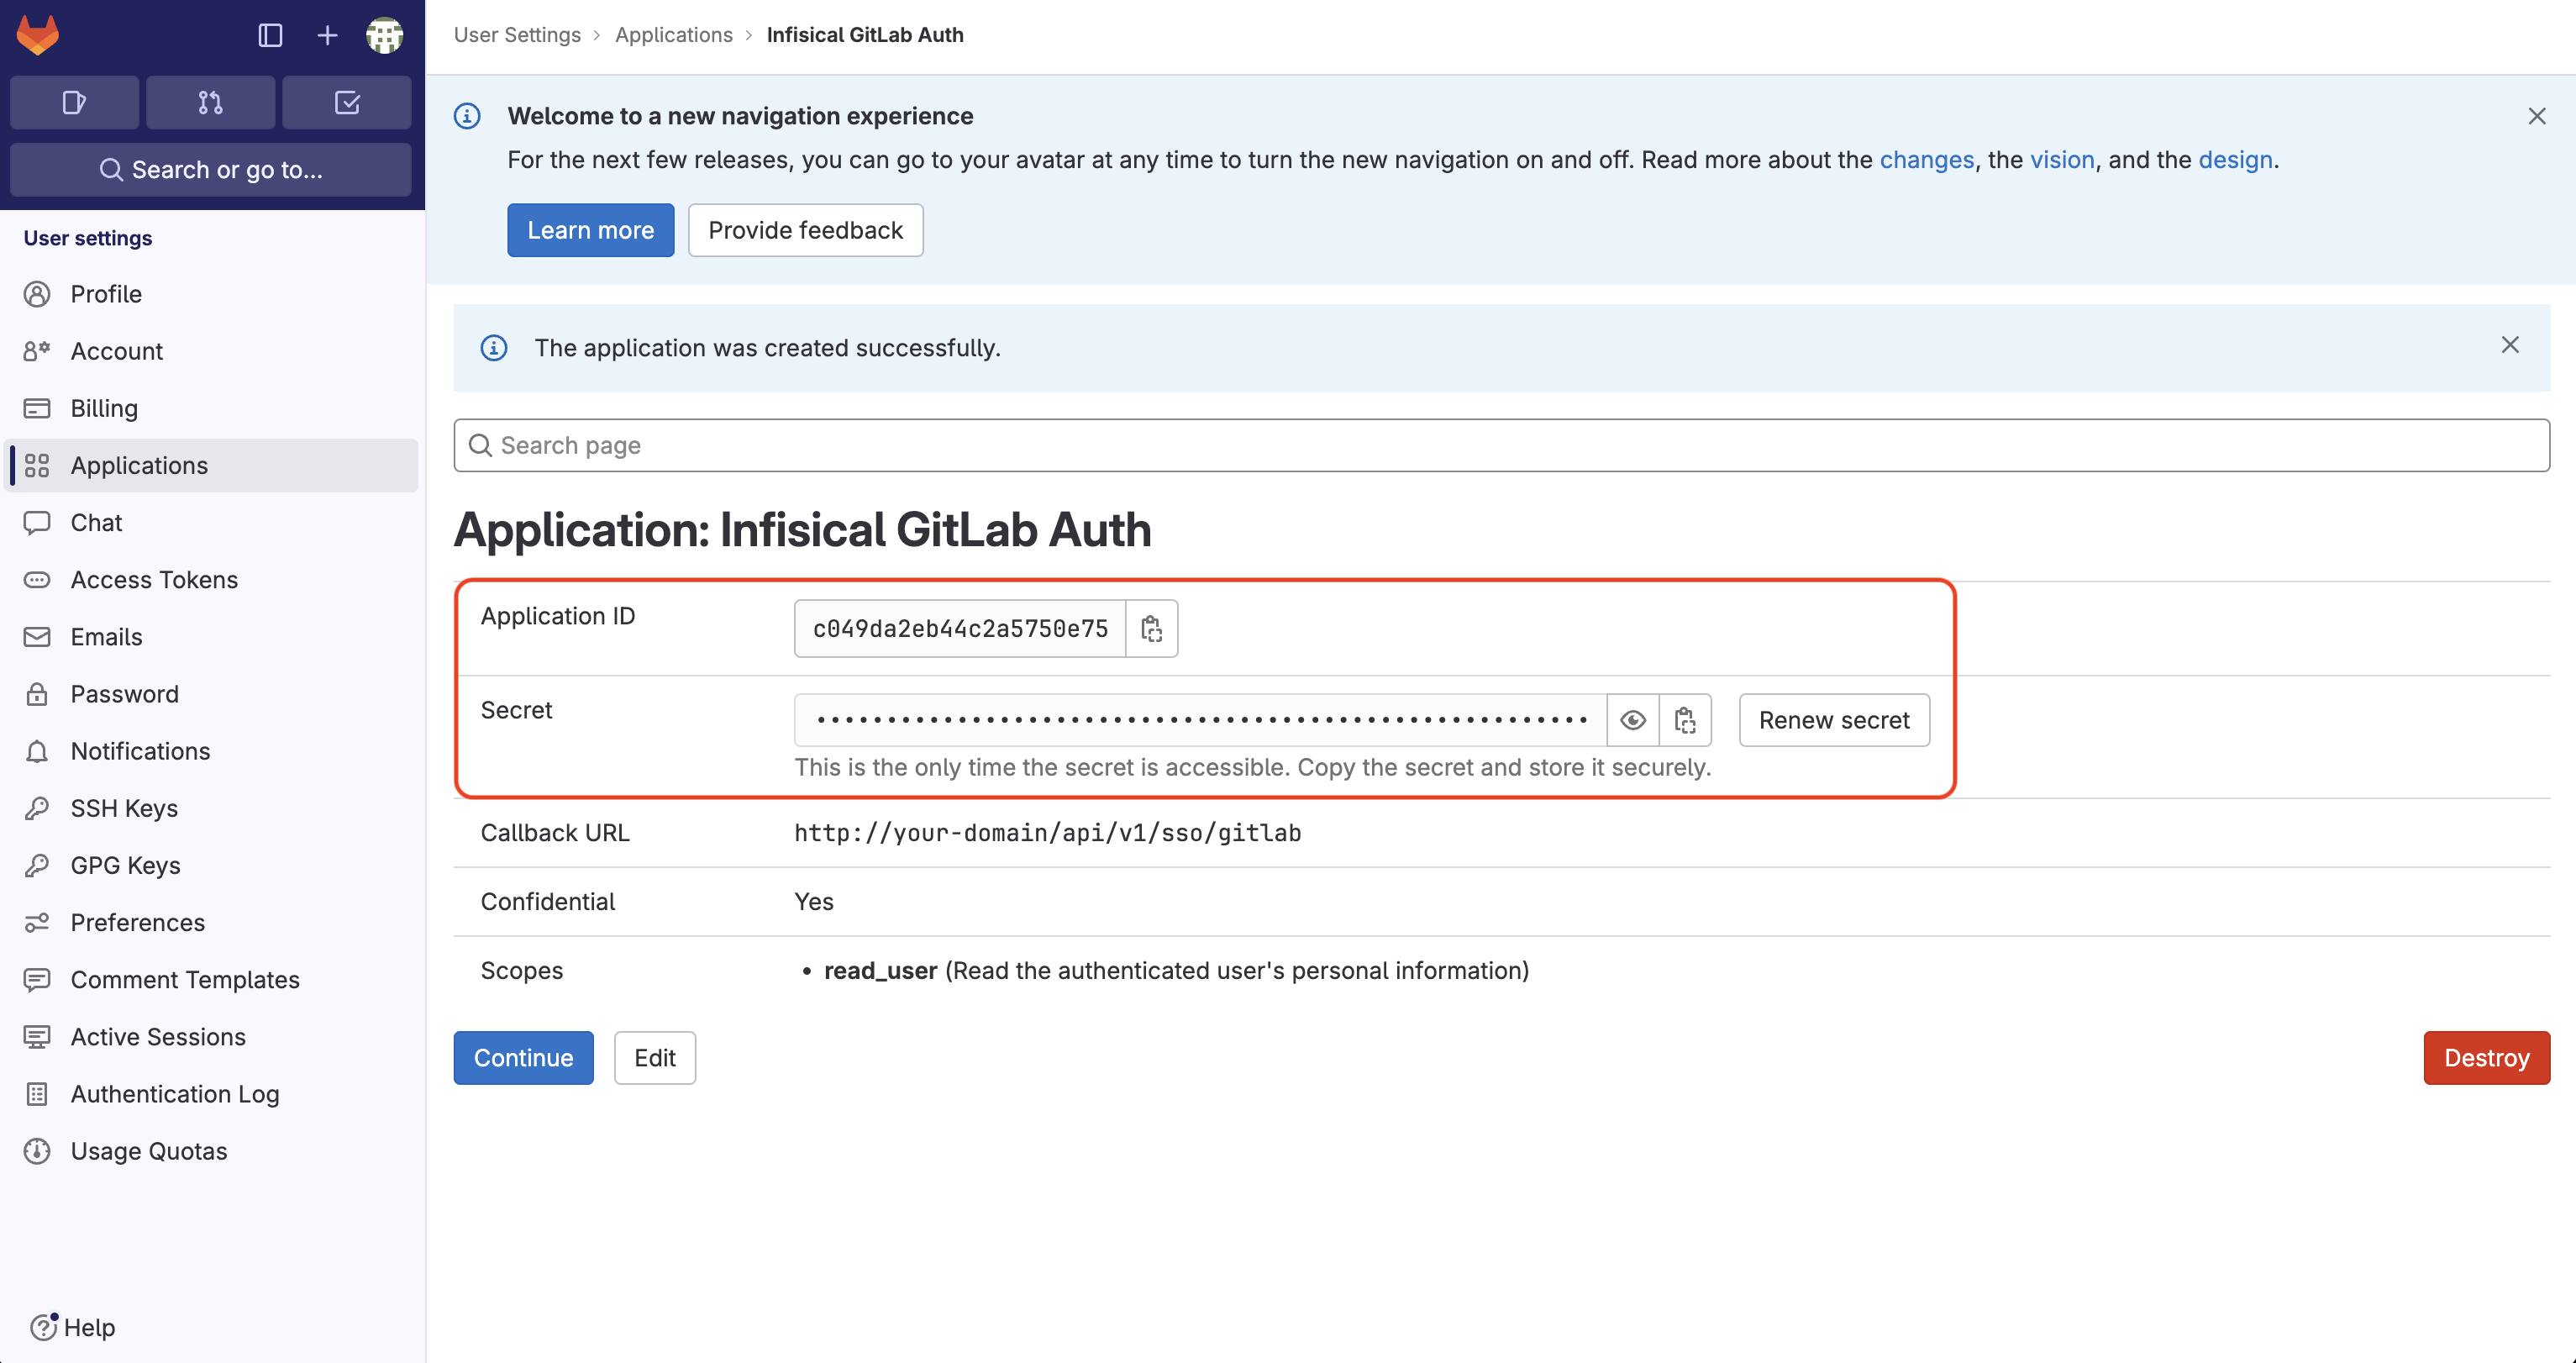 User Settings › Applications › Infisical GitLab Auth
Search or go to...
User settings
Profile
Account
Billing
Applications
Chat
Access Tokens
Emails
Password
Notifications
SSH Keys
GPG Keys
Preferences
Comment Templates
Active Sessions
Authentication Log
Usage Quotas
Help
Welcome to a new navigation experience
For the next few releases, you can go to your avatar at any time to turn the new navigation on and off. Read more about the changes, the vision, and the design.
Learn more Provide feedback
The application was created successfully.
Search page
Application: Infisical GitLab Auth
Application ID c049da2eb44c2a5750e75
Secret Renew secret
This is the only time the secret is accessible. Copy the secret and store it securely.
Callback URL http://your-domain/api/v1/sso/gitlab
Confidential Yes
Scopes • read_user (Read the authenticated user's personal information)
Continue Edit Destroy